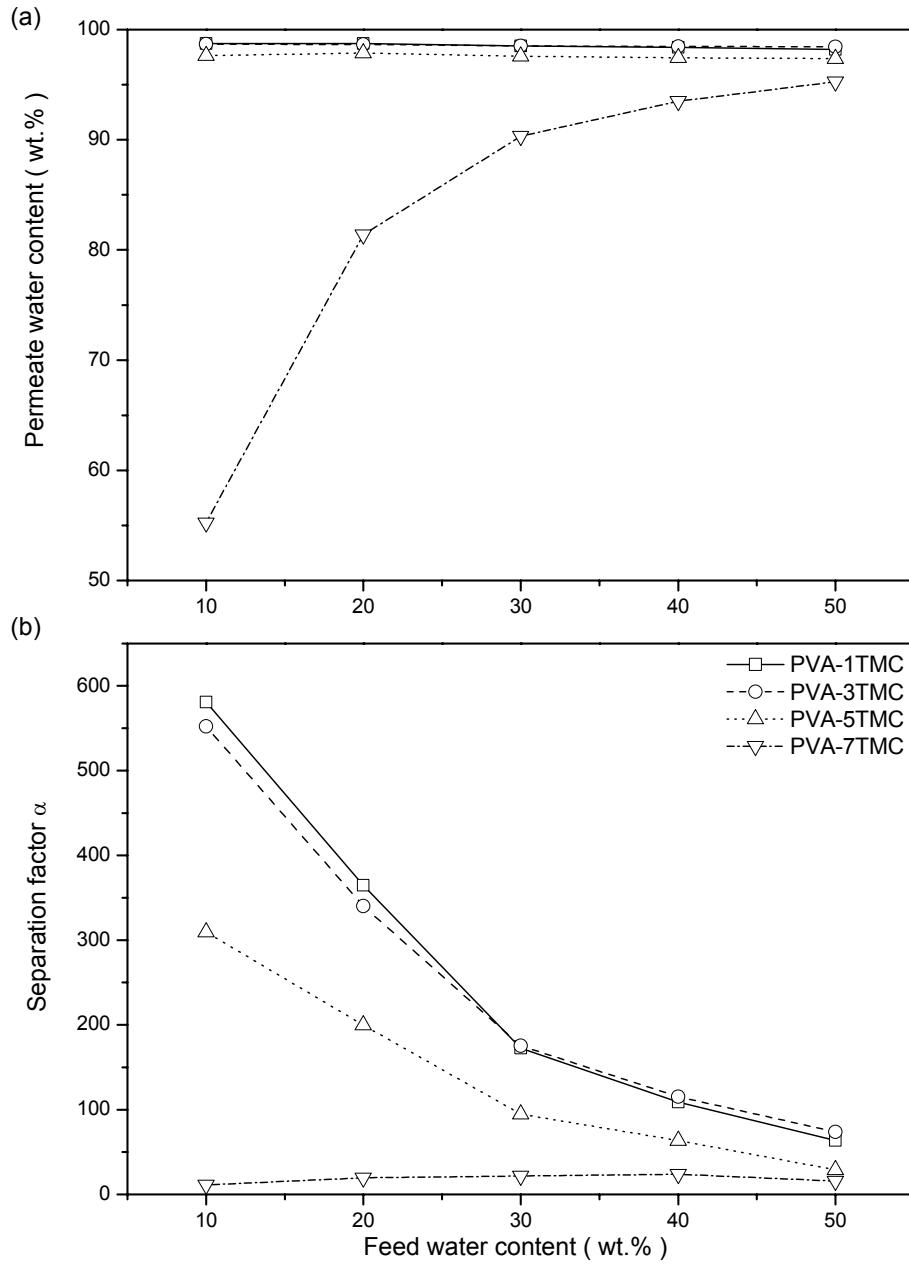 (a)
100
90
80
70
60
50
Permeate water content ( wt.% )
10 20 30 40 50
(b)
PVA-1TMC
PVA-3TMC
PVA-5TMC
PVA-7TMC
600
500
400
300
200
100
0
Separation factor α
10 20 30 40 50
Feed water content ( wt.% )